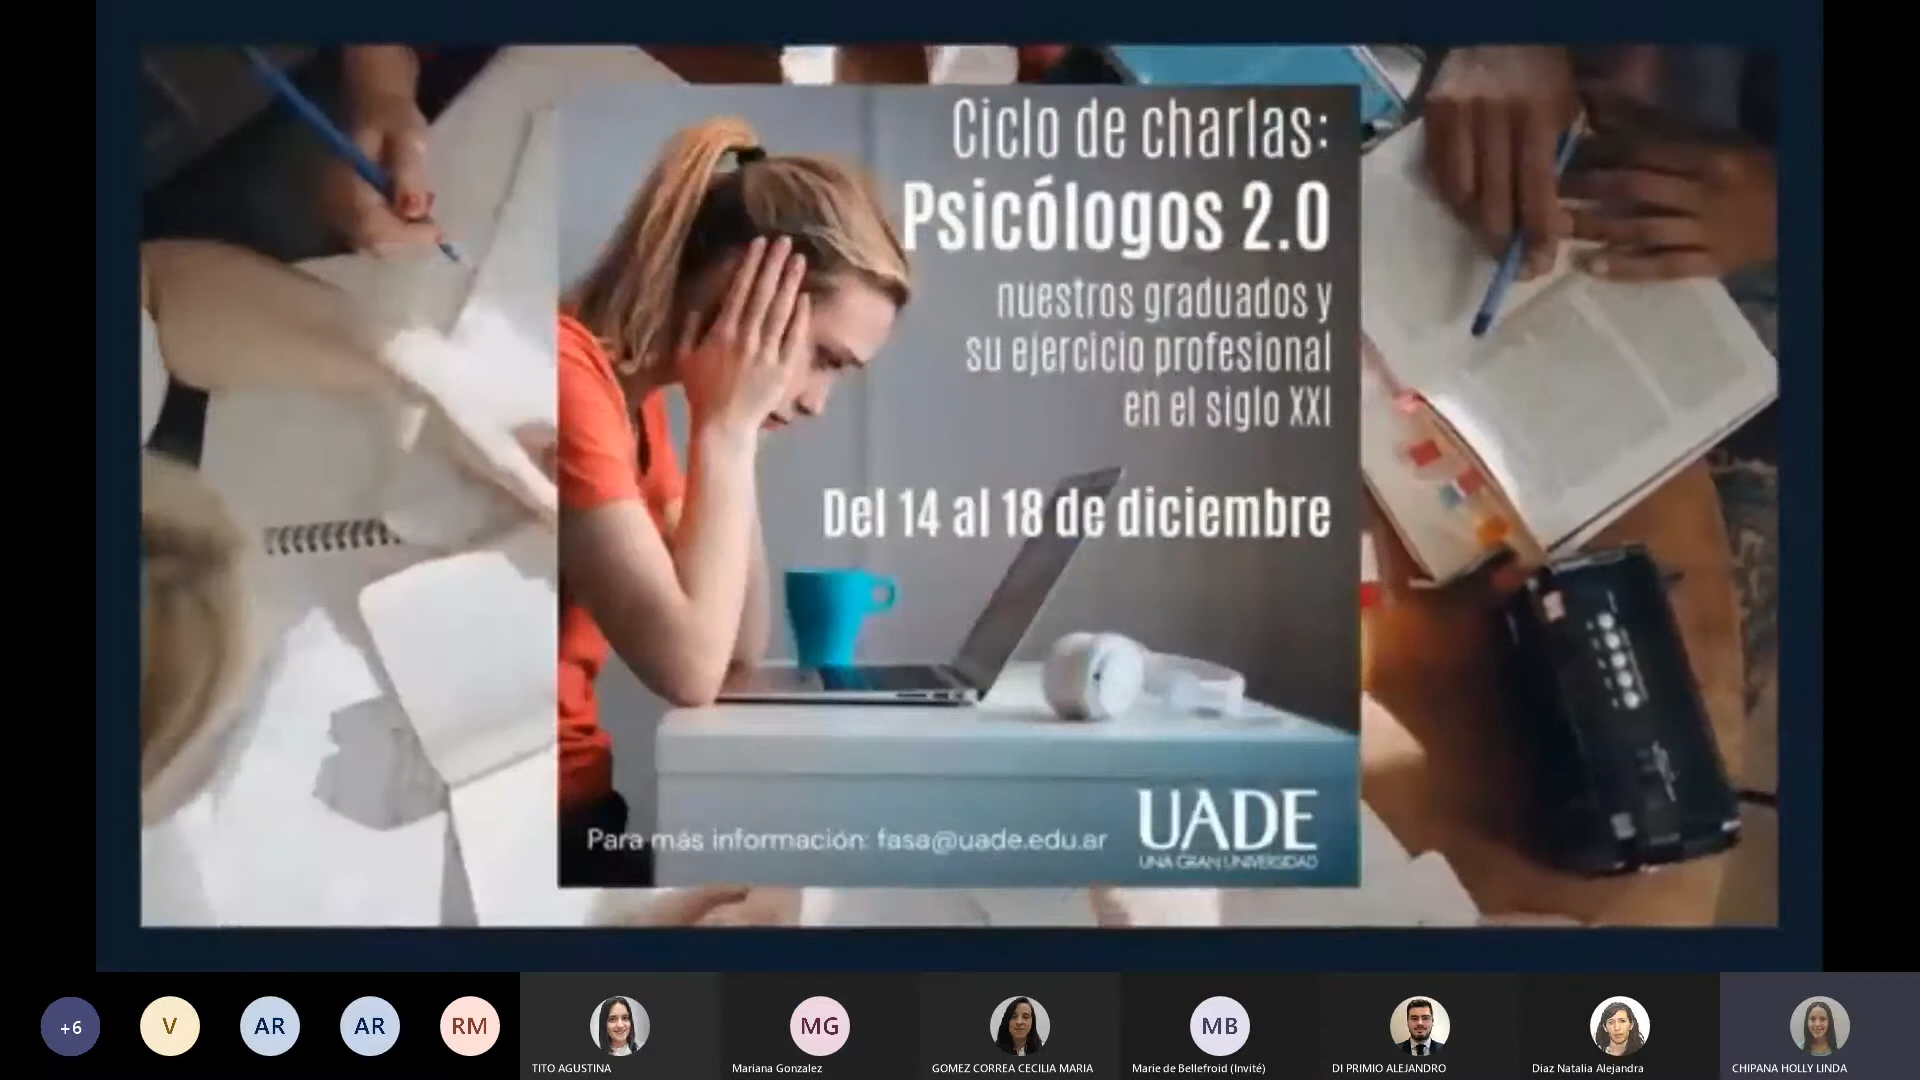 Ciclo de charlas:
Psicólogos 2.0
nuestros graduados y
su ejercicio profesional
en el siglo XXI
Del 14 al 18 de diciembre
Para más información: fasa@uade.edu.ar
UADE
UNA GRAN UNIVERSIDAD
+6
V
AR
AR
RM
TITO AGUSTINA
MG
Mariana Gonzalez
GOMEZ CORREA CECILIA MARIA
MB
Marie de Bellefroid (Invité)
DI PRIMIO ALEJANDRO
Diaz Natalia Alejandra
CHIPANA HOLLY LINDA